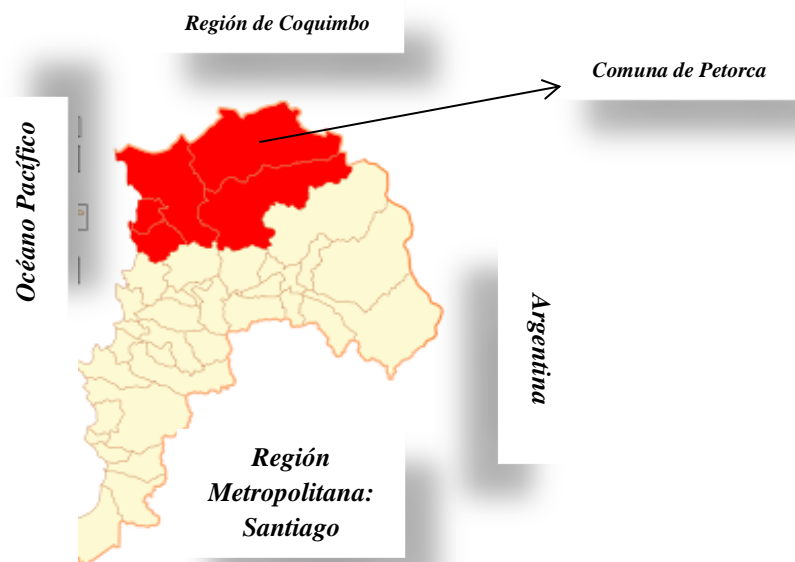 Región de Coquimbo
Comuna de Petorca
Océano Pacífico
Argentina
Región
Metropolitana:
Santiago